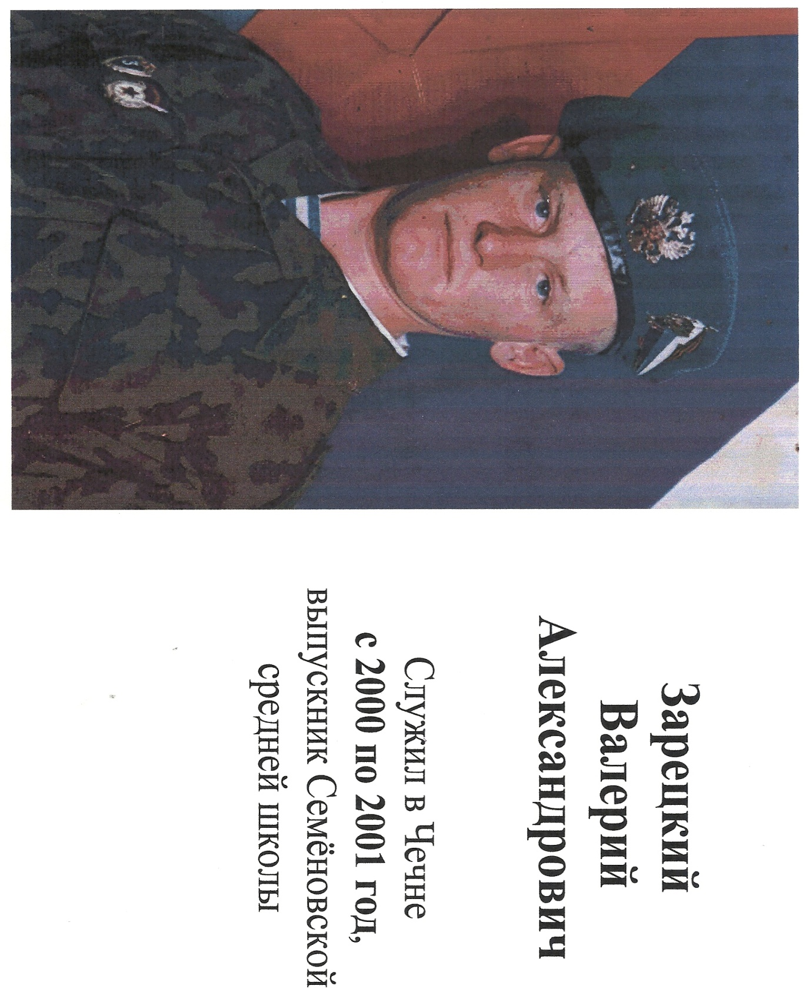 Зарецкий
Валерий
Александрович
Служил в Чечне
с 2000 по 2001 год,
выпускник Семёновской
средней школы